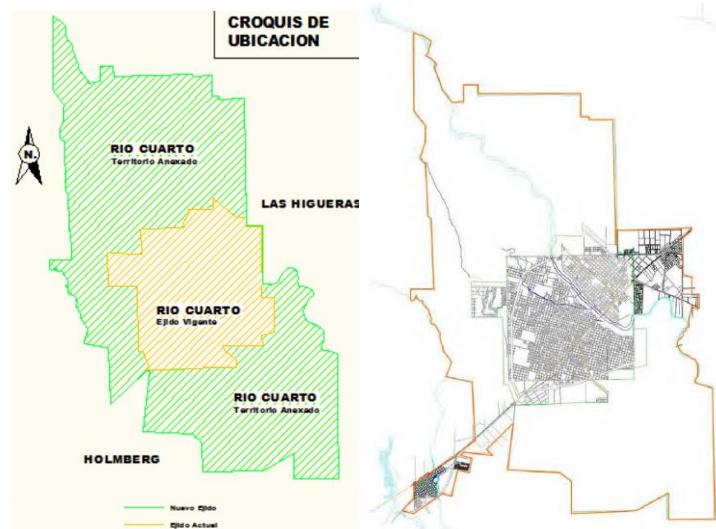 CROQUIS DE
UBICACION
N.
RIO CUARTO
Territorio Anexado
LAS HIGUERAS
RIO CUARTO
Ejido Vigente
RIO CUARTO
Territorio Anexado
HOLMBERG
Nuevo Ejido
Ejido Actual